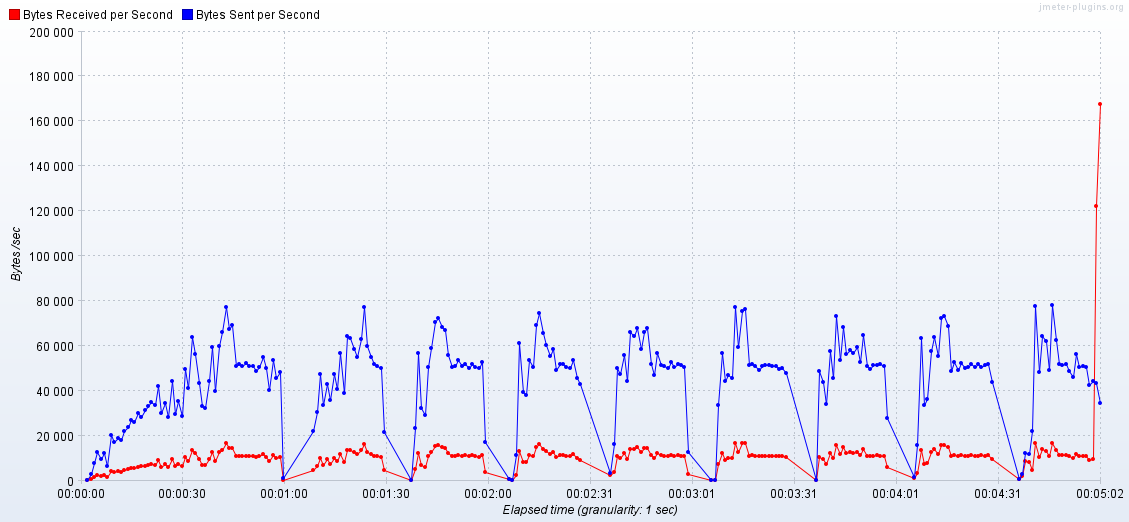 jmeter-plugins.org
Bytes Received per Second Bytes Sent per Second
200 000
180 000
160 000
140 000
120 000
100 000
80 000
60 000
40 000
20 000
0
Bytes /sec
00:00:00 00:00:30 00:01:00 00:01:30 00:02:00 00:02:31 00:03:01 00:03:31 00:04:01 00:04:31 00:05:02
Elapsed time (granularity: 1 sec)